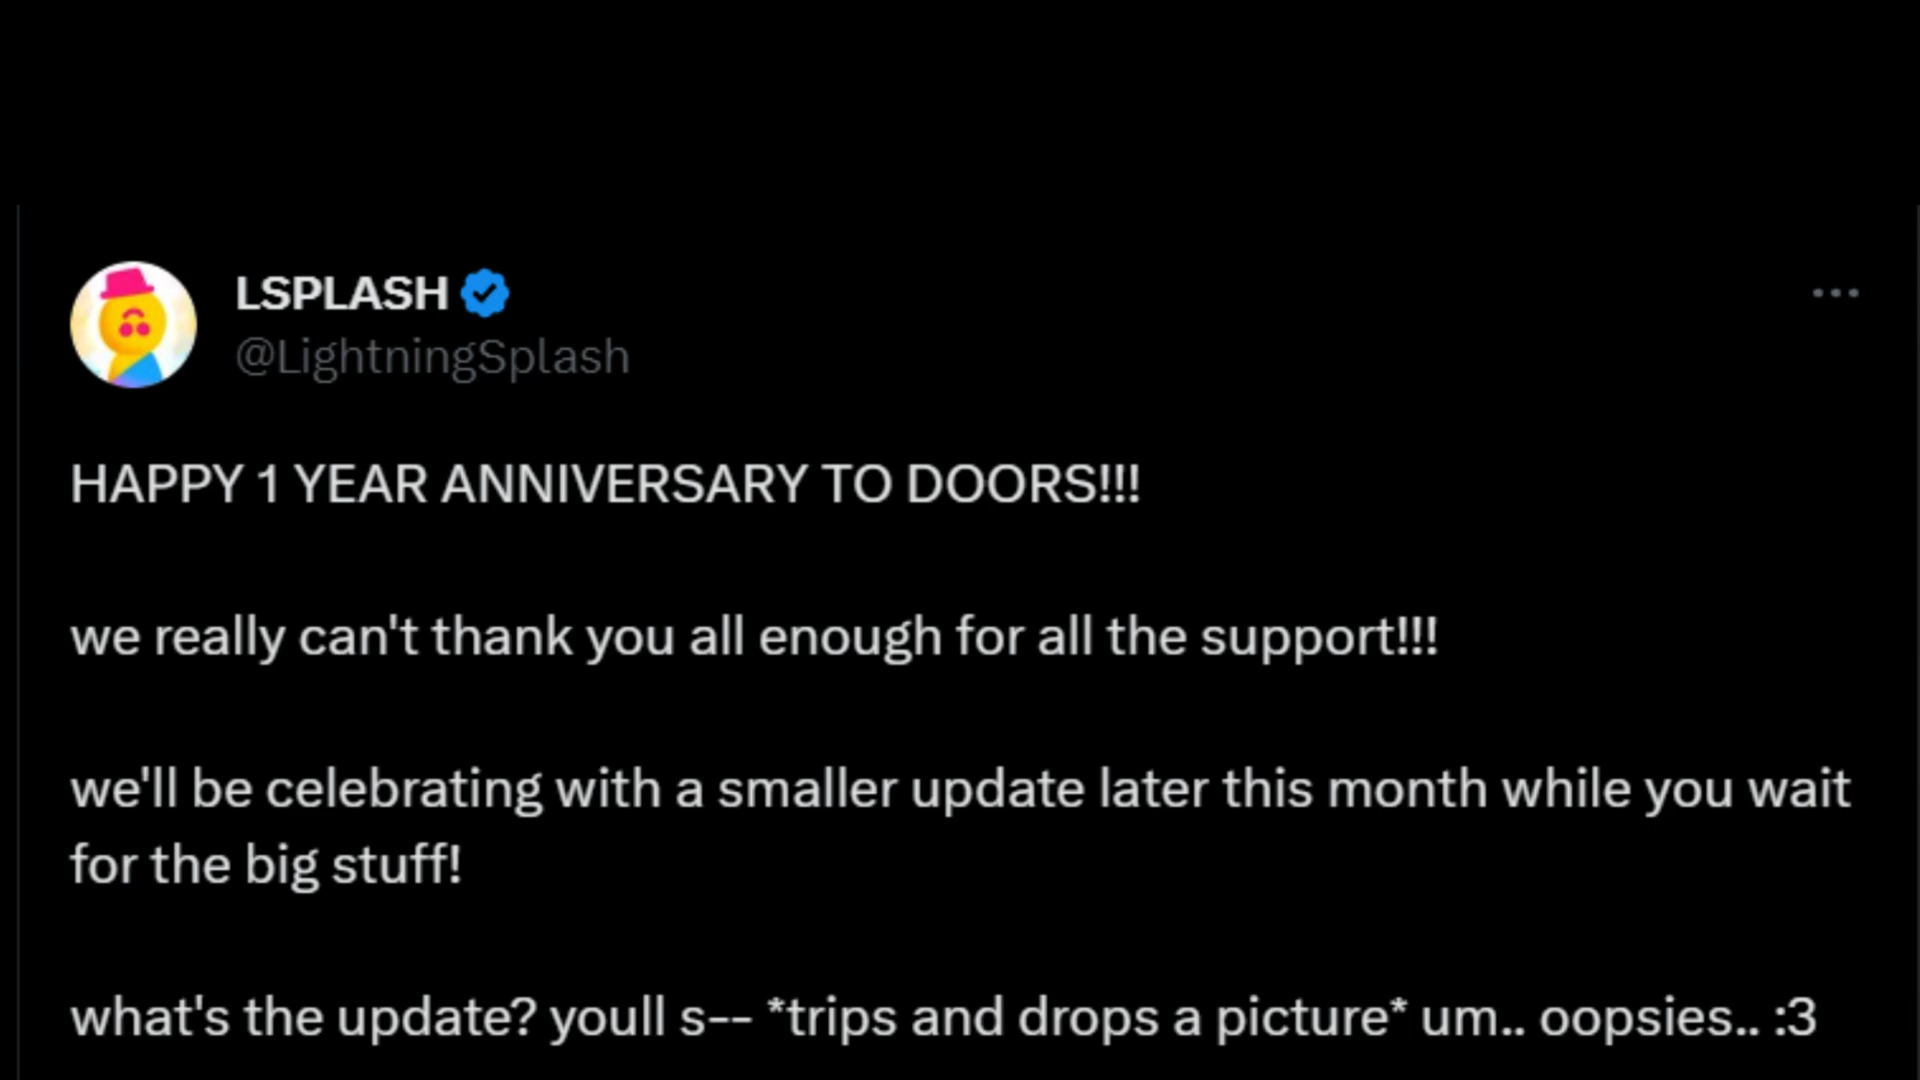 LSPLASH
@LightningSplash
HAPPY 1 YEAR ANNIVERSARY TO DOORS!!!
we really can't thank you all enough for all the support!!!
we'll be celebrating with a smaller update later this month while you wait
for the big stuff!
what's the update? youll s-- *trips and drops a picture* um.. oopsies.. :3